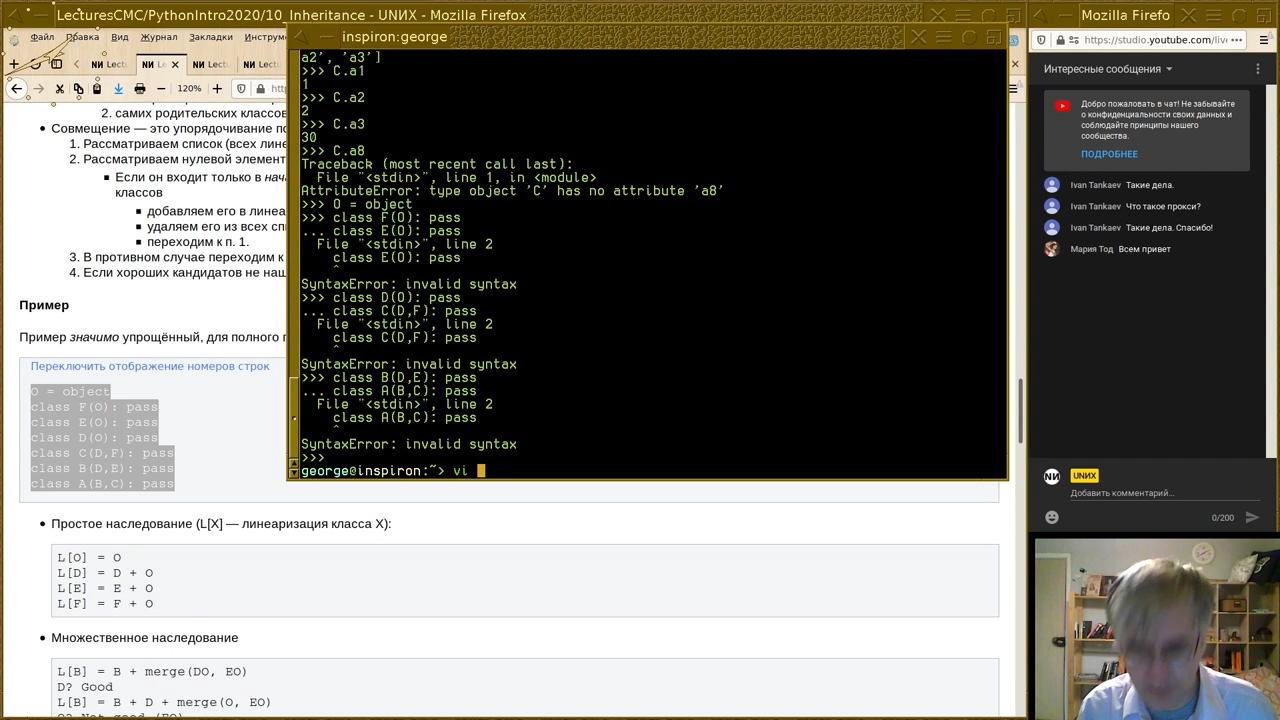 LecturesCMC/PythonIntro2020/10_Inheritance - UNИX - Mozilla Firefox
Mozilla Firefo
Файл Правка Вид Журнал Закладки Инструм
inspiron:george
120%
https://studio.youtube.com/live
2. самих родительских классов
Совмещение — это упорядочивание по
1. Рассматриваем список (всех лине
2. Рассматриваем нулевой элемент
Если он входит только в нача
классов
добавляем его в линеа
удаляем его из всех сп
переходим к п. 1.
3. В противном случае переходим к
4. Если хороших кандидатов не наш
Пример
Пример значимо упрощённый, для полного п
Переключить отображение номеров строк
O = object
class F(O): pass
class E(O): pass
class D(O): pass
class C(D,F): pass
class B(D,E): pass
class A(B,C): pass
Простое наследование (L[X] — линеаризация класса X):
L[O] = O
L[D] = D + O
L[E] = E + O
L[F] = F + O
Множественное наследование
L[B] = B + merge(DO, EO)
D? Good
L[B] = B + D + merge(O, EO)
O? Not good (EO)
a2', 'a3']
>>> C.a1
1
>>> C.a2
2
>>> C.a3
30
>>> C.a8
Traceback (most recent call last):
File "<stdin>", line 1, in <module>
AttributeError: type object 'C' has no attribute 'a8'
>>> O = object
>>> class F(O): pass
... class E(O): pass
File "<stdin>", line 2
class E(O): pass
^
SyntaxError: invalid syntax
>>> class D(O): pass
... class C(D,F): pass
File "<stdin>", line 2
class C(D,F): pass
^
SyntaxError: invalid syntax
>>> class B(D,E): pass
... class A(B,C): pass
File "<stdin>", line 2
class A(B,C): pass
^
SyntaxError: invalid syntax
>>>
george@inspiron:~> vi
Интересные сообщения
Добро пожаловать в чат! Не забывайте
о конфиденциальности своих данных и
соблюдайте принципы нашего
сообщества.
ПОДРОБНЕЕ
Ivan Tankaev Такие дела.
Ivan Tankaev Что такое прокси?
Ivan Tankaev Такие дела. Спасибо!
Мария Тод Всем привет
UNИX
Добавить комментарий...
0/200